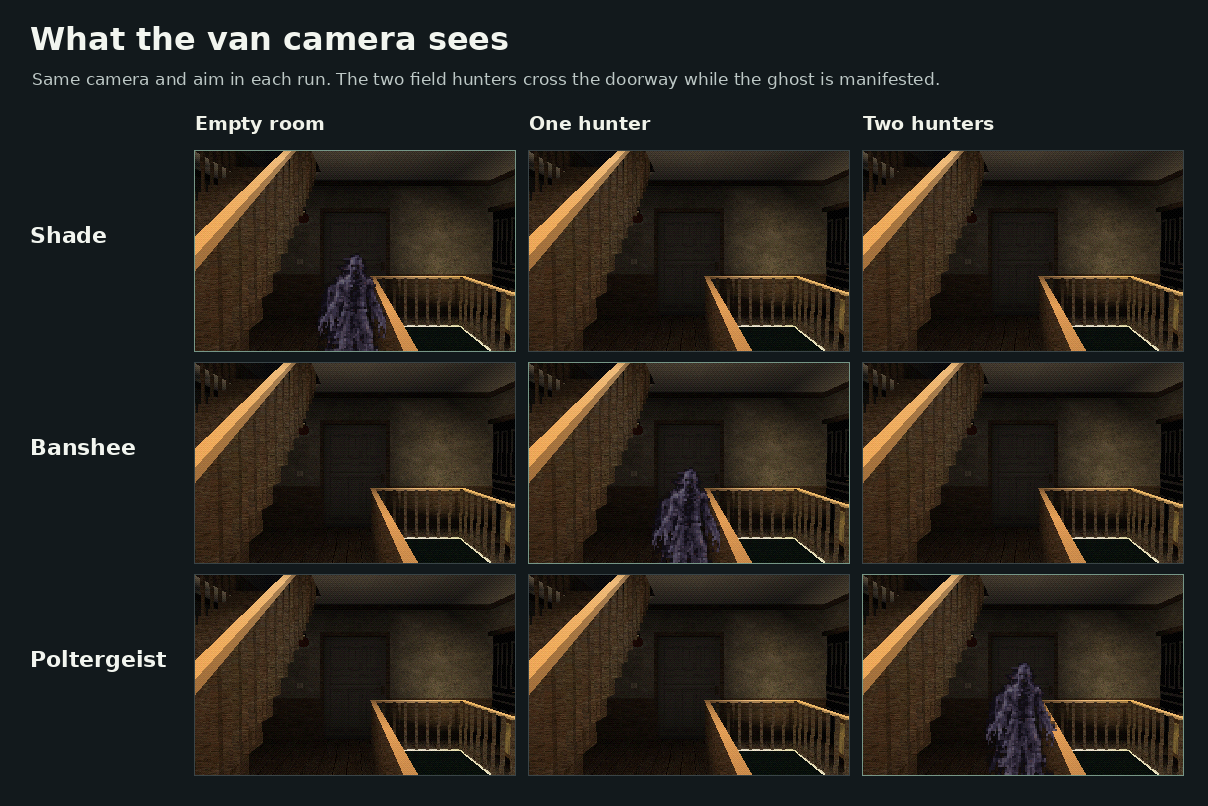 What the van camera sees
Same camera and aim in each run. The two field hunters cross the doorway while the ghost is manifested.
Empty room One hunter Two hunters
Shade
Banshee
Poltergeist